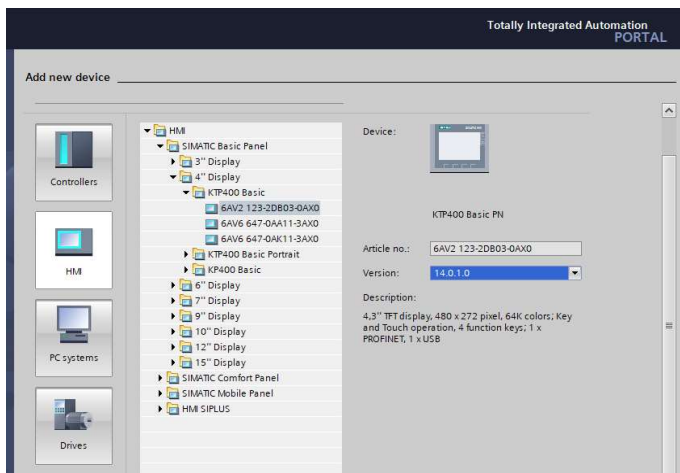 Totally Integrated Automation
PORTAL
Add new device
Controllers
HMI
PC systems
Drives
HMI
SIMATIC Basic Panel
3'' Display
4'' Display
KTP400 Basic
6AV2 123-2DB03-0AX0
6AV6 647-0AA11-3AX0
6AV6 647-0AK11-3AX0
KTP400 Basic Portrait
KP400 Basic
6'' Display
7'' Display
9'' Display
10'' Display
12'' Display
15'' Display
SIMATIC Comfort Panel
SIMATIC Mobile Panel
HMI SIPLUS
Device:
KTP400 Basic PN
Article no.: 6AV2 123-2DB03-0AX0
Version: 14.0.1.0
Description:
4,3'' TFT display, 480 x 272 pixel, 64K colors; Key
and Touch operation, 4 function keys; 1 x
PROFINET, 1 x USB